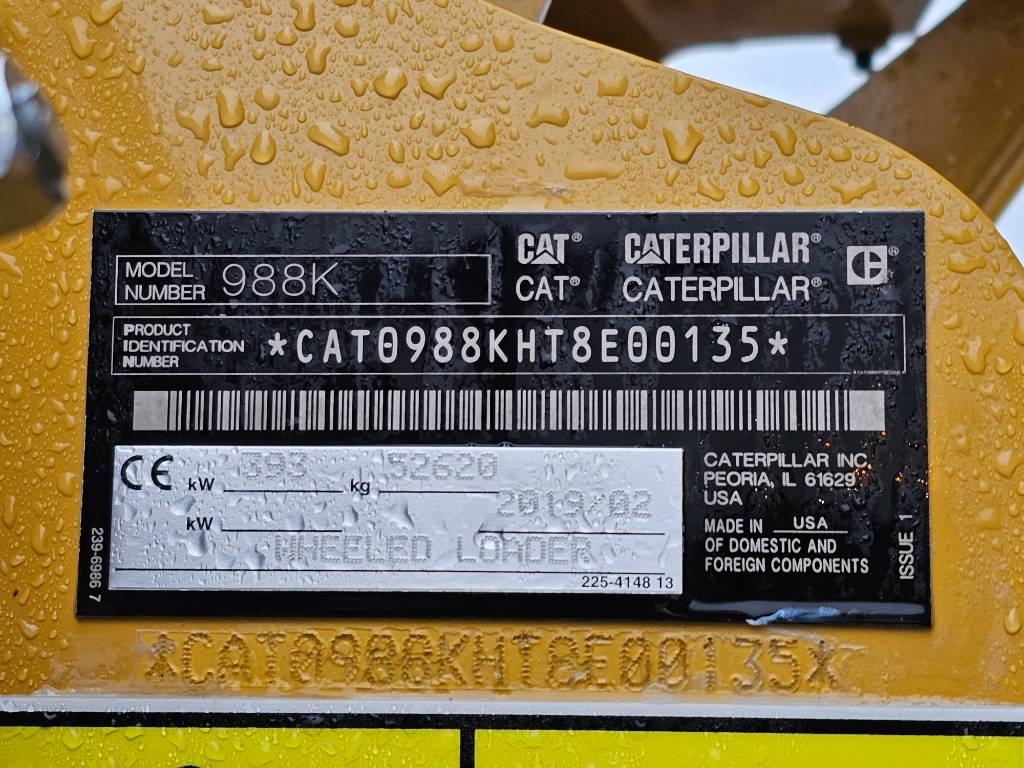 CAT® CATERPILLAR®
CAT® CATERPILLAR®
MODEL NUMBER 988K
PRODUCT IDENTIFICATION NUMBER *CAT0988KHT8E00135*
CE kW 393 kg 52620
2019/02
kW
WHEELED LOADER
225-4148 13
239-6986 7
CATERPILLAR INC.
PEORIA, IL 61629
USA
MADE IN USA
OF DOMESTIC AND
FOREIGN COMPONENTS
ISSUE 1
*CAT0988KHT8E00135*